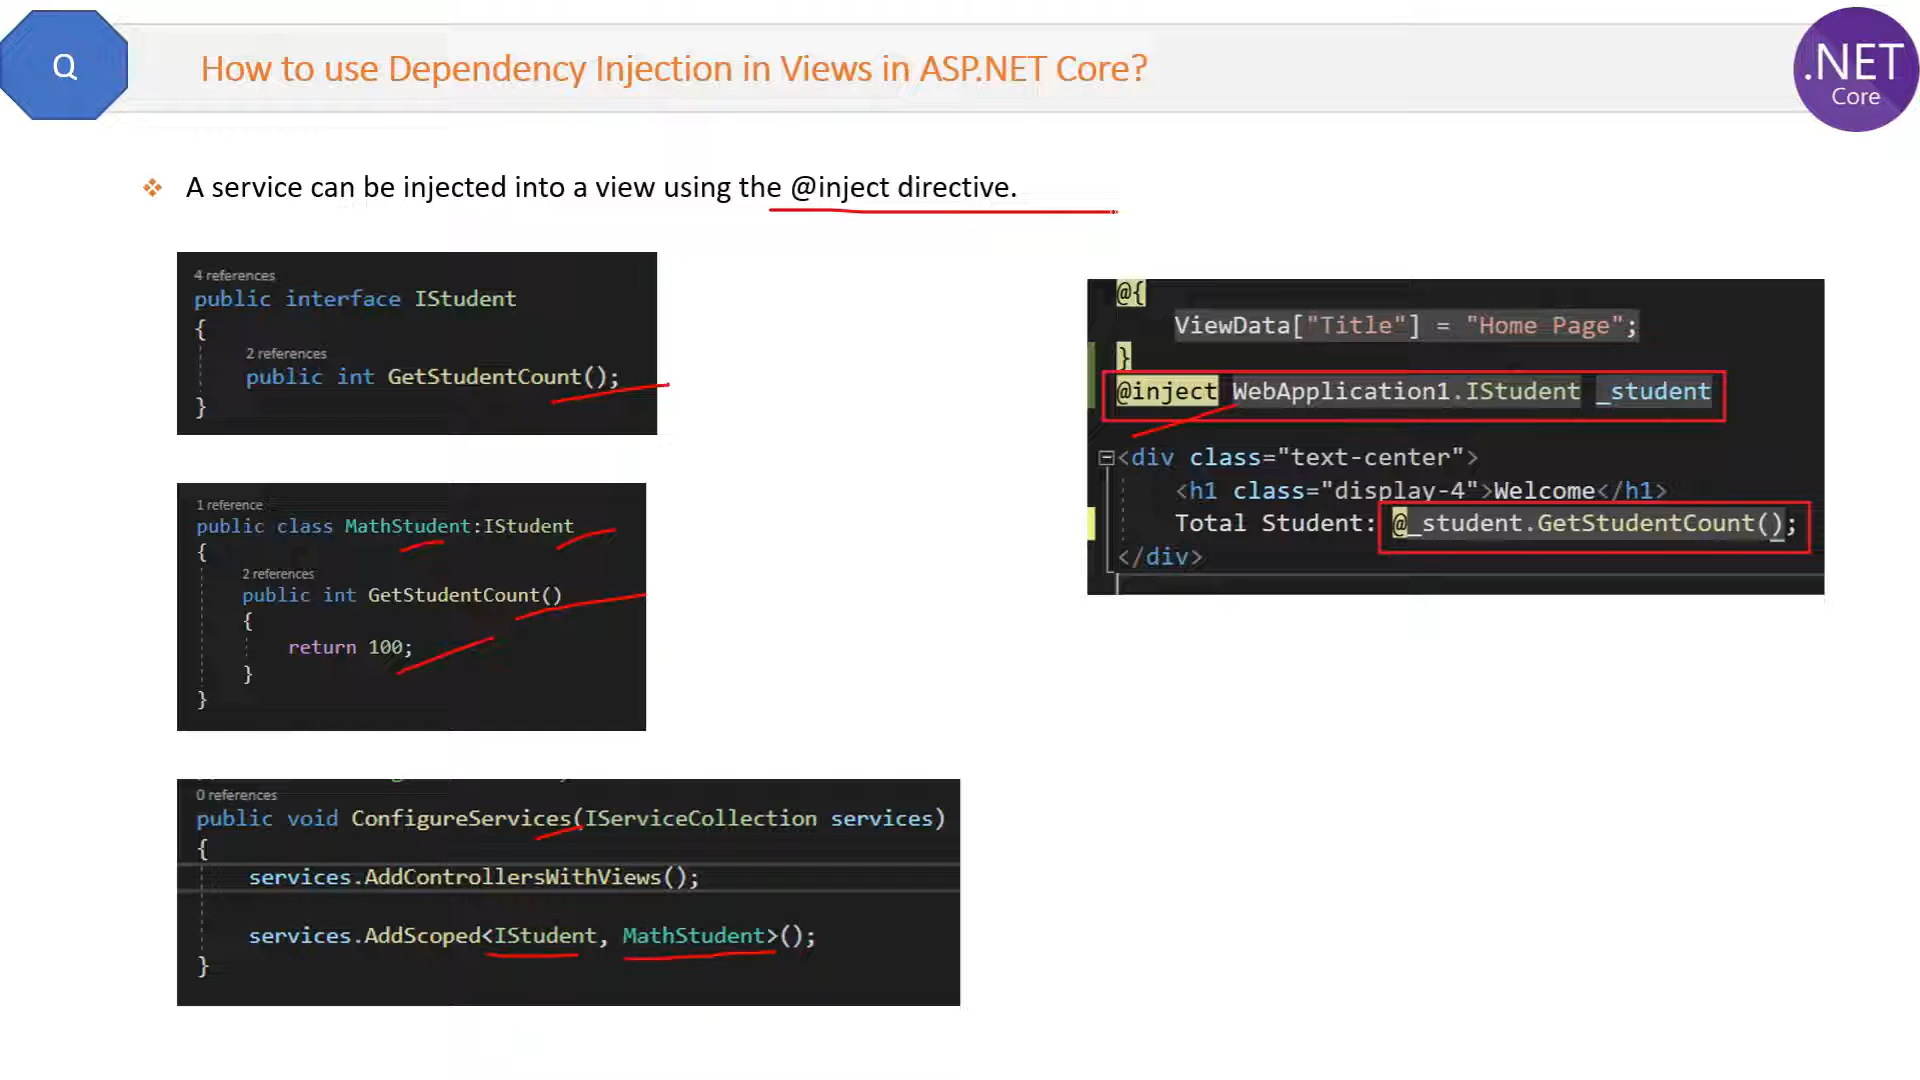 Q
How to use Dependency Injection in Views in ASP.NET Core?
.NET
Core
A service can be injected into a view using the @inject directive.
4 references
public interface IStudent
{
2 references
public int GetStudentCount();
}
1 reference
public class MathStudent:IStudent
{
2 references
public int GetStudentCount()
{
return 100;
}
}
0 references
public void ConfigureServices(IServiceCollection services)
{
services.AddControllersWithViews();
services.AddScoped<IStudent, MathStudent>();
}
@{
ViewData["Title"] = "Home Page";
}
@inject WebApplication1.IStudent _student
<div class="text-center">
<h1 class="display-4">Welcome</h1>
Total Student: @_student.GetStudentCount();
</div>